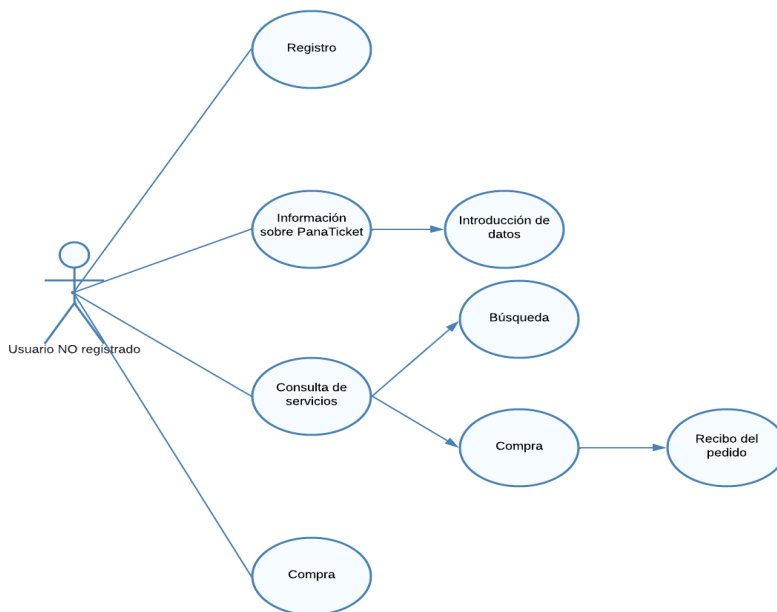 Registro
Información
sobre PanaTicket
Introducción de
datos
Búsqueda
Usuario NO registrado
Consulta de
servicios
Compra
Recibo del
pedido
Compra